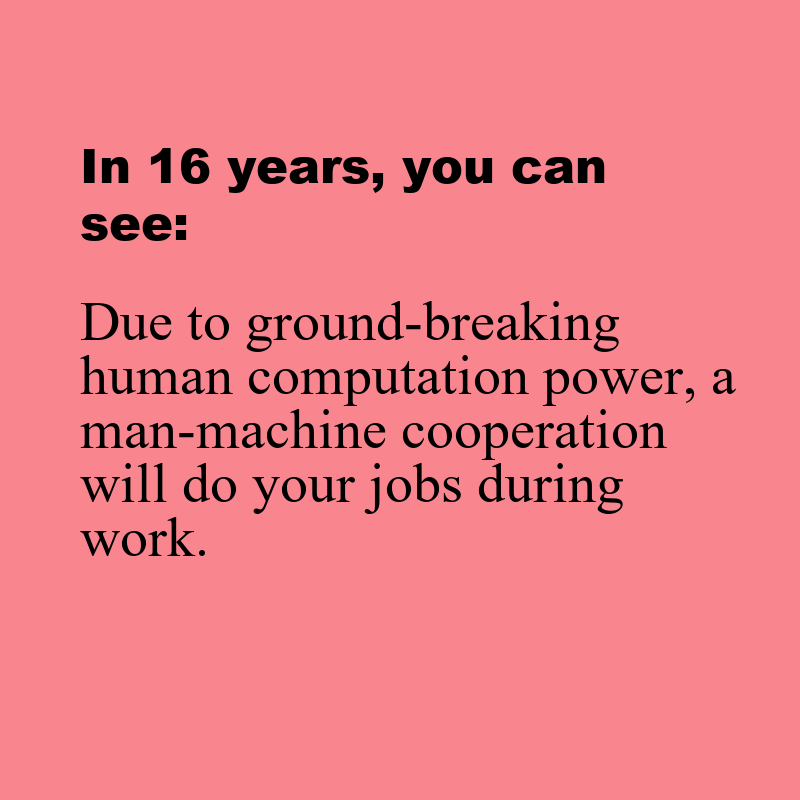 In 16 years, you can
see:
Due to ground-breaking
human computation power, a
man-machine cooperation
will do your jobs during
work.